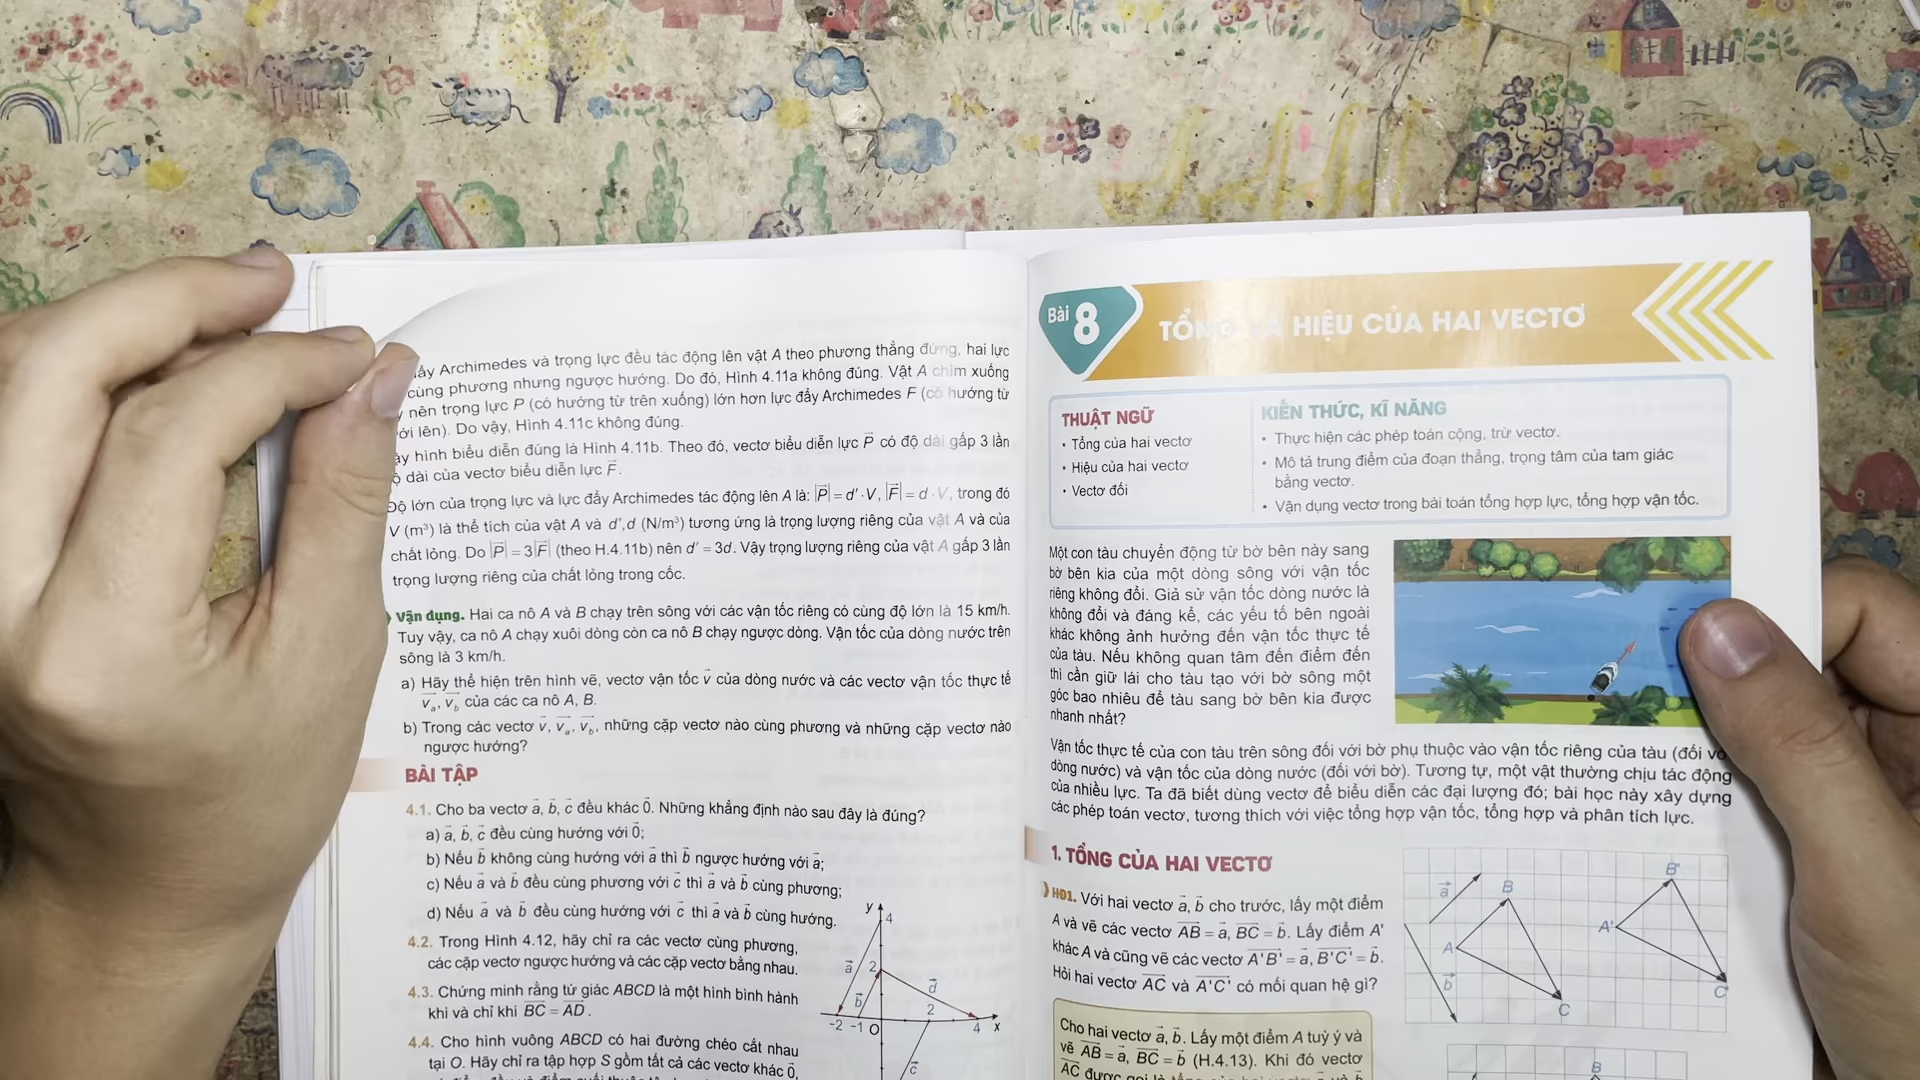 ẩy Archimedes và trọng lực đều tác động lên vật A theo phương thẳng đứng, hai lực
cùng phương nhưng ngược hướng. Do đó, Hình 4.11a không đúng. Vật A chìm xuống
nên trọng lực P (có hướng từ trên xuống) lớn hơn lực đẩy Archimedes F (có hướng từ
ới lên). Do vậy, Hình 4.11c không đúng.
ậy hình biểu diễn đúng là Hình 4.11b. Theo đó, vectơ biểu diễn lực P⃗ có độ dài gấp 3 lần
ộ dài của vectơ biểu diễn lực F⃗.
Độ lớn của trọng lực và lực đẩy Archimedes tác động lên A là: |P⃗| = d' · V, |F⃗| = d · V, trong đó
V (m³) là thể tích của vật A và d', d (N/m³) tương ứng là trọng lượng riêng của vật A và của
chất lỏng. Do |P⃗| = 3|F⃗| (theo H.4.11b) nên d' = 3d. Vậy trọng lượng riêng của vật A gấp 3 lần
trọng lượng riêng của chất lỏng trong cốc.
Vận dụng. Hai ca nô A và B chạy trên sông với các vận tốc riêng có cùng độ lớn là 15 km/h.
Tuy vậy, ca nô A chạy xuôi dòng còn ca nô B chạy ngược dòng. Vận tốc của dòng nước trên
sông là 3 km/h.
a) Hãy thể hiện trên hình vẽ, vectơ vận tốc v⃗ của dòng nước và các vectơ vận tốc thực tế
v⃗ₐ, v⃗_b của các ca nô A, B.
b) Trong các vectơ v⃗, v⃗ₐ, v⃗_b, những cặp vectơ nào cùng phương và những cặp vectơ nào
ngược hướng?
BÀI TẬP
4.1. Cho ba vectơ a⃗, b⃗, c⃗ đều khác 0⃗. Những khẳng định nào sau đây là đúng?
a) a⃗, b⃗, c⃗ đều cùng hướng với 0⃗;
b) Nếu b⃗ không cùng hướng với a⃗ thì b⃗ ngược hướng với a⃗;
c) Nếu a⃗ và b⃗ đều cùng phương với c⃗ thì a⃗ và b⃗ cùng phương;
d) Nếu a⃗ và b⃗ đều cùng hướng với c⃗ thì a⃗ và b⃗ cùng hướng.
4.2. Trong Hình 4.12, hãy chỉ ra các vectơ cùng phương,
các cặp vectơ ngược hướng và các cặp vectơ bằng nhau.
4.3. Chứng minh rằng tứ giác ABCD là một hình bình hành
khi và chỉ khi B͞C⃗ = A͞D⃗.
4.4. Cho hình vuông ABCD có hai đường chéo cắt nhau
tại O. Hãy chỉ ra tập hợp S gồm tất cả các vectơ khác 0⃗,
y 4
a⃗ 2 d⃗
b⃗ 2
-2 -1 O 4 x
c⃗
Bài 8
TỔNG VÀ HIỆU CỦA HAI VECTƠ
THUẬT NGỮ
• Tổng của hai vectơ
• Hiệu của hai vectơ
• Vectơ đối
KIẾN THỨC, KĨ NĂNG
• Thực hiện các phép toán cộng, trừ vectơ.
• Mô tả trung điểm của đoạn thẳng, trọng tâm của tam giác
bằng vectơ.
• Vận dụng vectơ trong bài toán tổng hợp lực, tổng hợp vận tốc.
Một con tàu chuyển động từ bờ bên này sang
bờ bên kia của một dòng sông với vận tốc
riêng không đổi. Giả sử vận tốc dòng nước là
không đổi và đáng kể, các yếu tố bên ngoài
khác không ảnh hưởng đến vận tốc thực tế
của tàu. Nếu không quan tâm đến điểm đến
thì cần giữ lái cho tàu tạo với bờ sông một
góc bao nhiêu để tàu sang bờ bên kia được
nhanh nhất?
Vận tốc thực tế của con tàu trên sông đối với bờ phụ thuộc vào vận tốc riêng của tàu (đối vớ
dòng nước) và vận tốc của dòng nước (đối với bờ). Tương tự, một vật thường chịu tác động
của nhiều lực. Ta đã biết dùng vectơ để biểu diễn các đại lượng đó; bài học này xây dựng
các phép toán vectơ, tương thích với việc tổng hợp vận tốc, tổng hợp và phân tích lực.
1. TỔNG CỦA HAI VECTƠ
HĐ1. Với hai vectơ a⃗, b⃗ cho trước, lấy một điểm
A và vẽ các vectơ A͞B⃗ = a⃗, B͞C⃗ = b⃗. Lấy điểm A'
khác A và cũng vẽ các vectơ A͞'B͞'⃗ = a⃗, B͞'C͞'⃗ = b⃗.
Hỏi hai vectơ A͞C⃗ và A͞'C͞'⃗ có mối quan hệ gì?
a⃗ B B'
A A'
b⃗ C C'
Cho hai vectơ a⃗, b⃗. Lấy một điểm A tuỳ ý và
vẽ A͞B⃗ = a⃗, B͞C⃗ = b⃗ (H.4.13). Khi đó vectơ
A͞C⃗ được gọi là
B